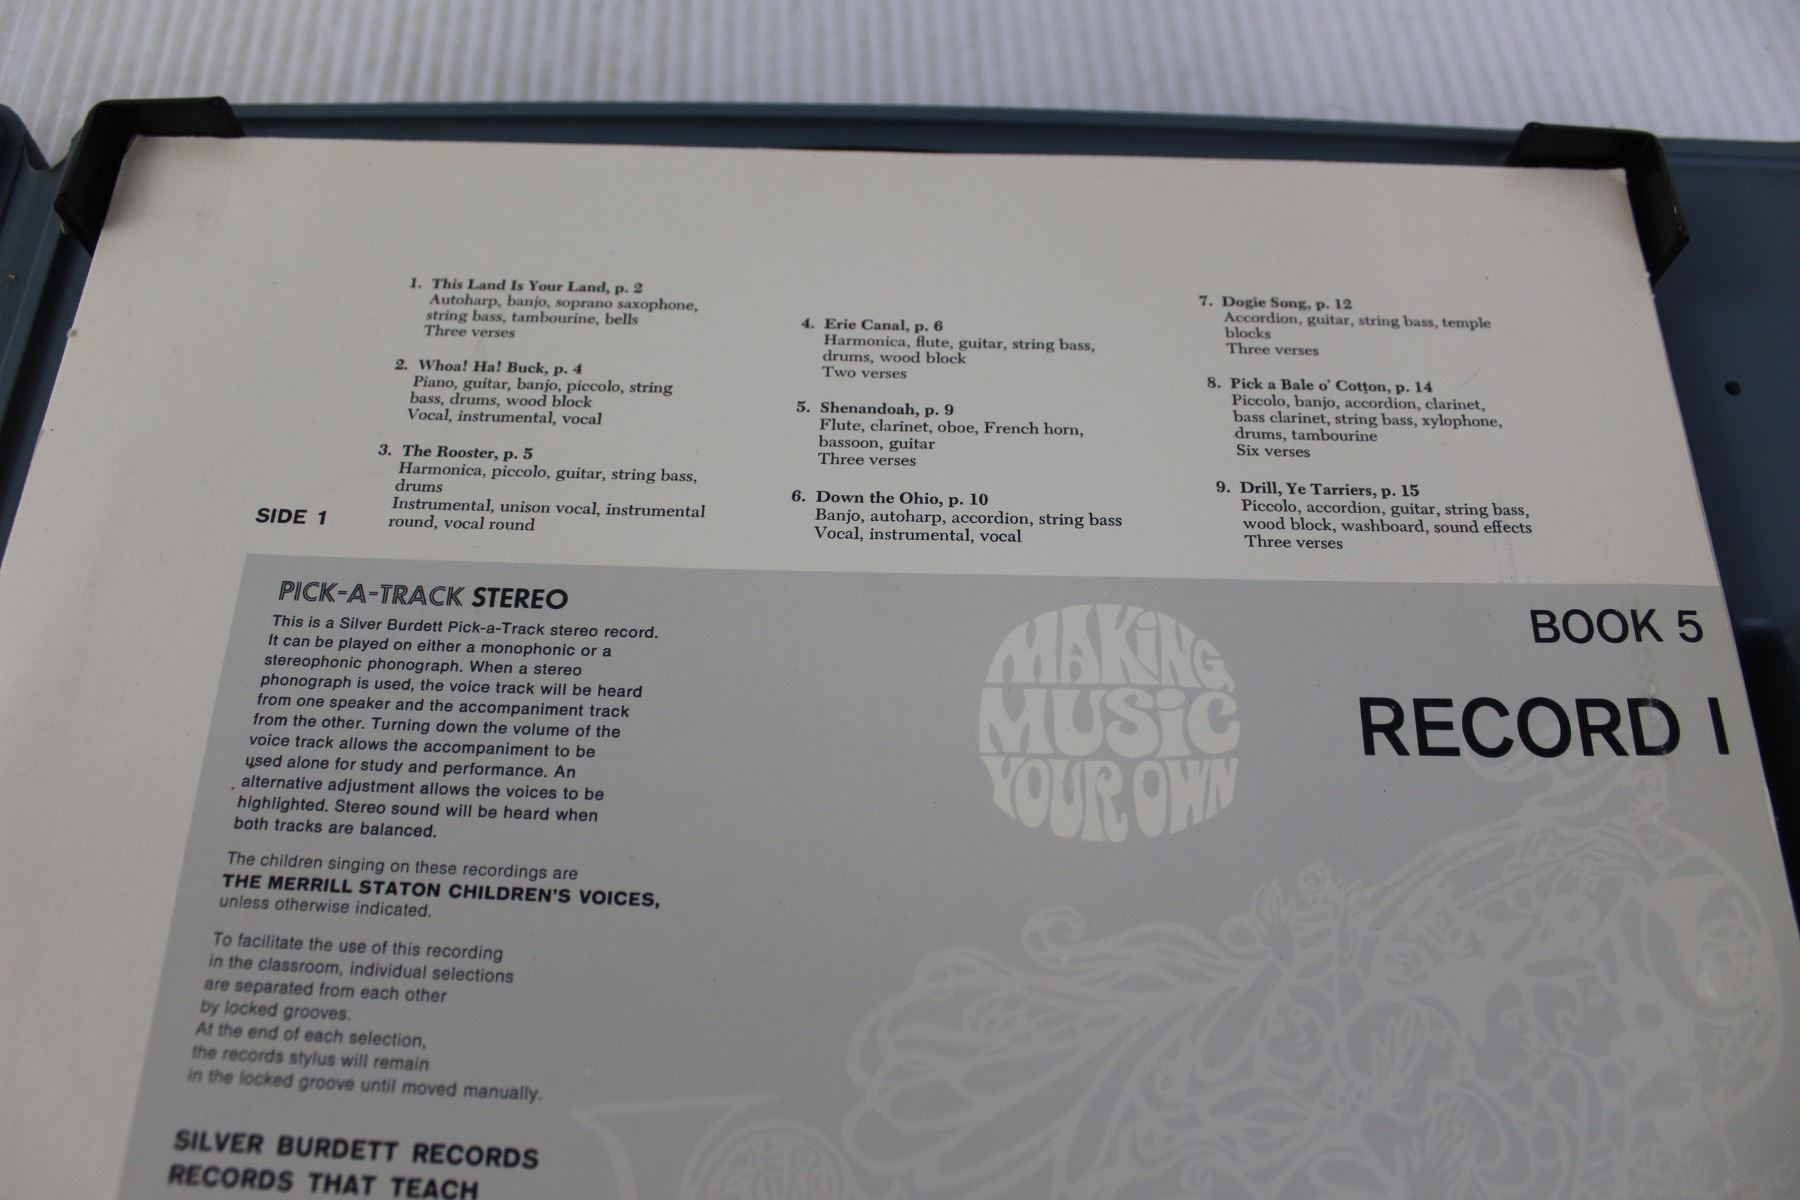 1. This Land Is Your Land, p. 2
Autoharp, banjo, soprano saxophone,
string bass, tambourine, bells
Three verses
2. Whoa! Ha! Buck, p. 4
Piano, guitar, banjo, piccolo, string
bass, drums, wood block
Vocal, instrumental, vocal
3. The Rooster, p. 5
Harmonica, piccolo, guitar, string bass,
drums
Instrumental, unison vocal, instrumental
round, vocal round
SIDE 1
4. Erie Canal, p. 6
Harmonica, flute, guitar, string bass,
drums, wood block
Two verses
5. Shenandoah, p. 9
Flute, clarinet, oboe, French horn,
bassoon, guitar
Three verses
6. Down the Ohio, p. 10
Banjo, autoharp, accordion, string bass
Vocal, instrumental, vocal
7. Dogie Song, p. 12
Accordion, guitar, string bass, temple
blocks
Three verses
8. Pick a Bale o' Cotton, p. 14
Piccolo, banjo, accordion, clarinet,
bass clarinet, string bass, xylophone,
drums, tambourine
Six verses
9. Drill, Ye Tarriers, p. 15
Piccolo, accordion, guitar, string bass,
wood block, washboard, sound effects
Three verses
PICK-A-TRACK STEREO
This is a Silver Burdett Pick-a-Track stereo record.
It can be played on either a monophonic or a
stereophonic phonograph. When a stereo
phonograph is used, the voice track will be heard
from one speaker and the accompaniment track
from the other. Turning down the volume of the
voice track allows the accompaniment to be
used alone for study and performance. An
alternative adjustment allows the voices to be
highlighted. Stereo sound will be heard when
both tracks are balanced.
The children singing on these recordings are
THE MERRILL STATON CHILDREN'S VOICES,
unless otherwise indicated.
To facilitate the use of this recording
in the classroom, individual selections
are separated from each other
by locked grooves.
At the end of each selection,
the records stylus will remain
in the locked groove until moved manually.
SILVER BURDETT RECORDS
RECORDS THAT TEACH
MAKING
MUSIC
YOUR OWN
BOOK 5
RECORD I